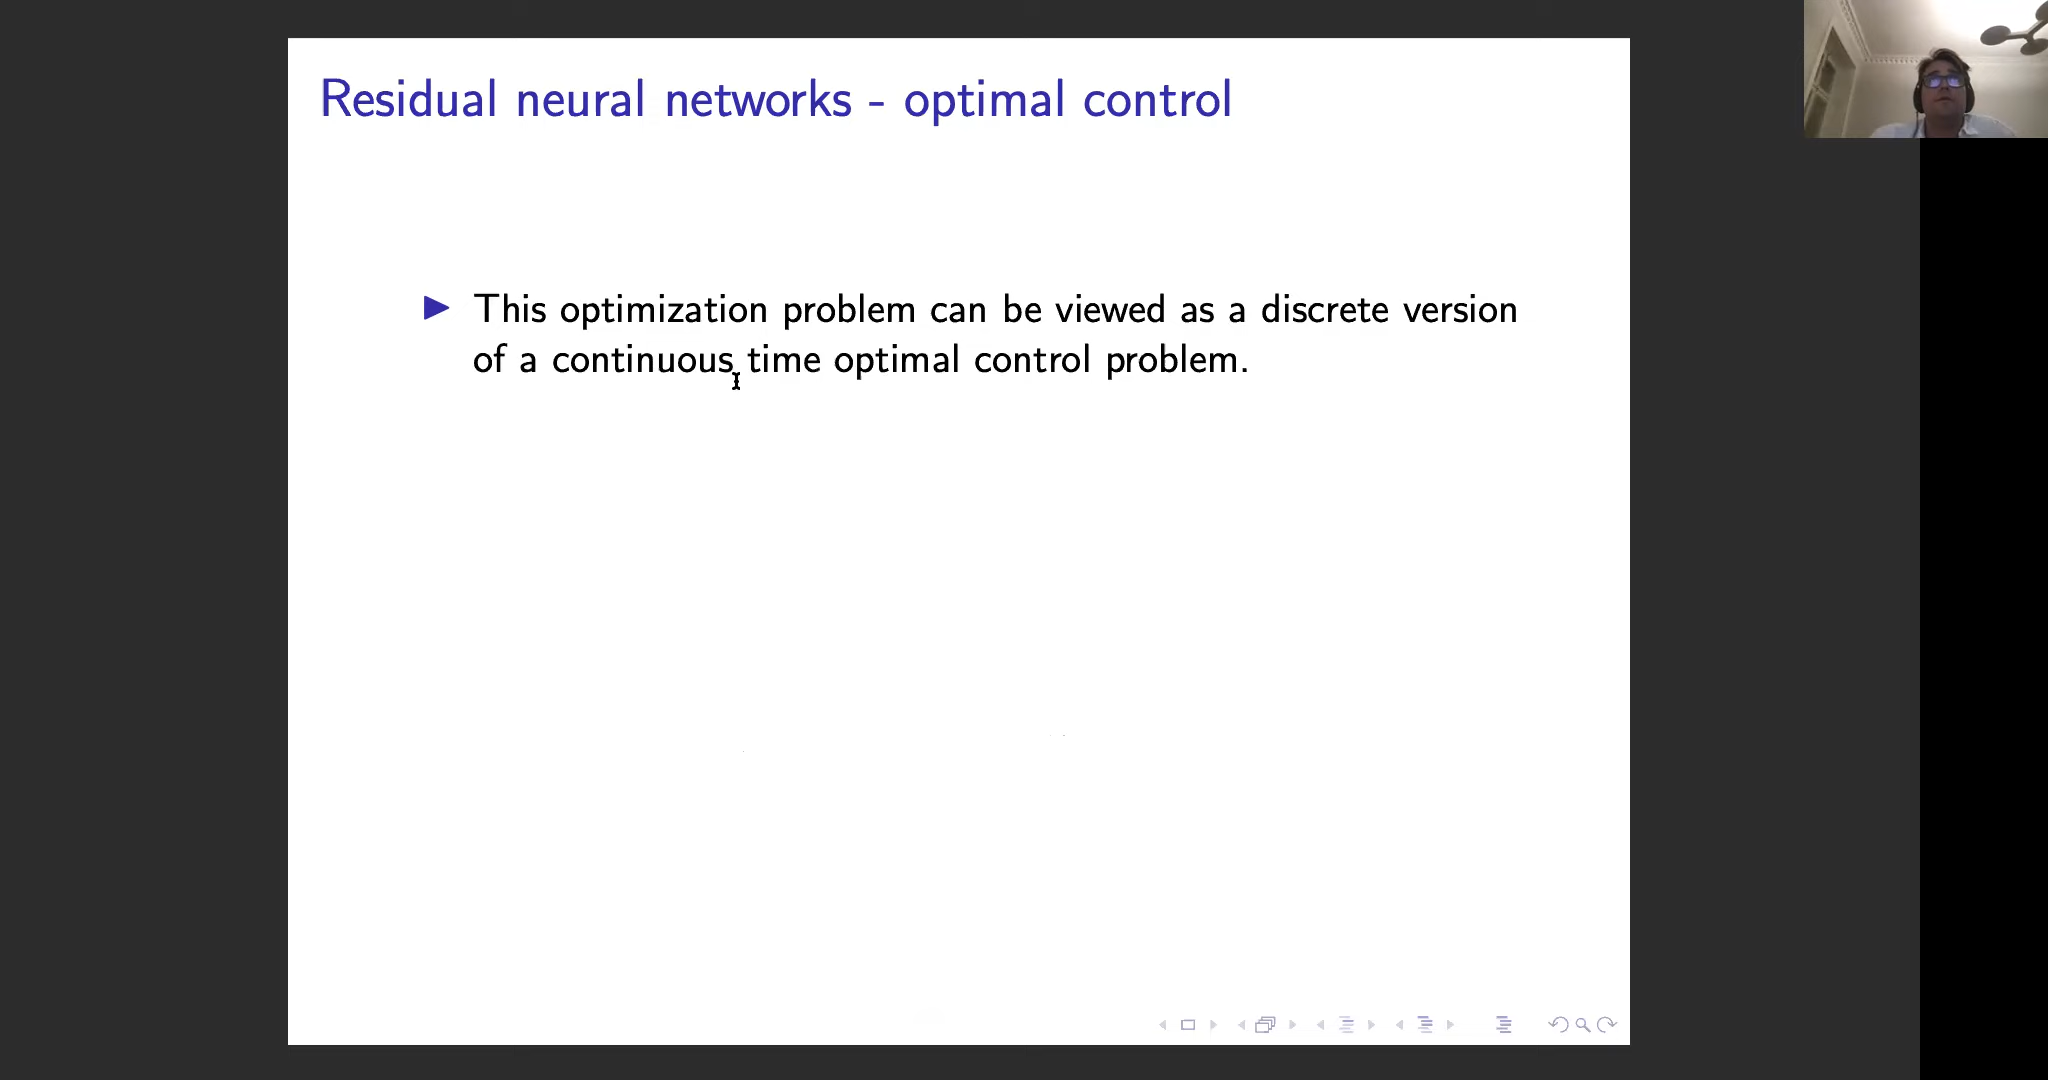 Residual neural networks - optimal control
This optimization problem can be viewed as a discrete version
of a continuous time optimal control problem.